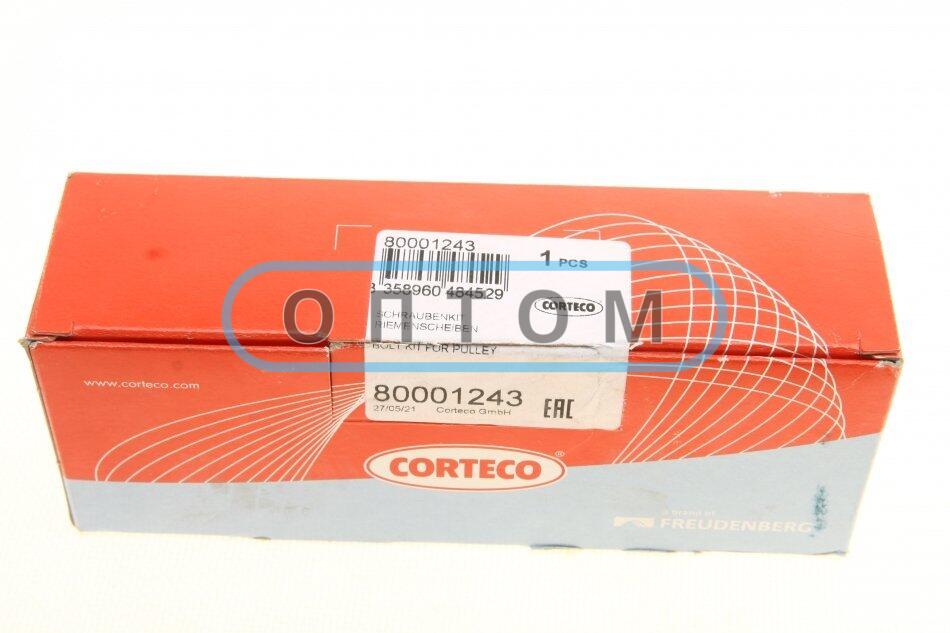 80001243
1 PCS
3 358960 484529
CORTECO
SCHRAUBENKIT
RIEMENSCHEIBEN
ОПТОМ
BOLT KIT FOR PULLEY
80001243
27/05/21 Corteco GmbH EAC
www.corteco.com
CORTECO®
a brand of
FREUDENBERG